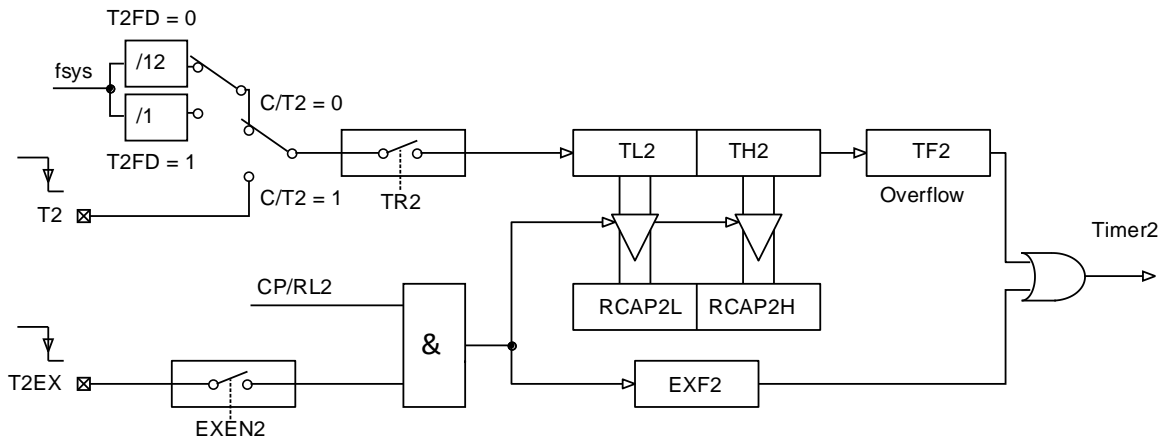 T2FD = 0
/12
fsys
C/T2 = 0
/1
T2FD = 1
TL2
TH2
TF2
C/T2 = 1
TR2
Overflow
T2
Timer2
CP/RL2
RCAP2L
RCAP2H
&
T2EX
EXF2
EXEN2